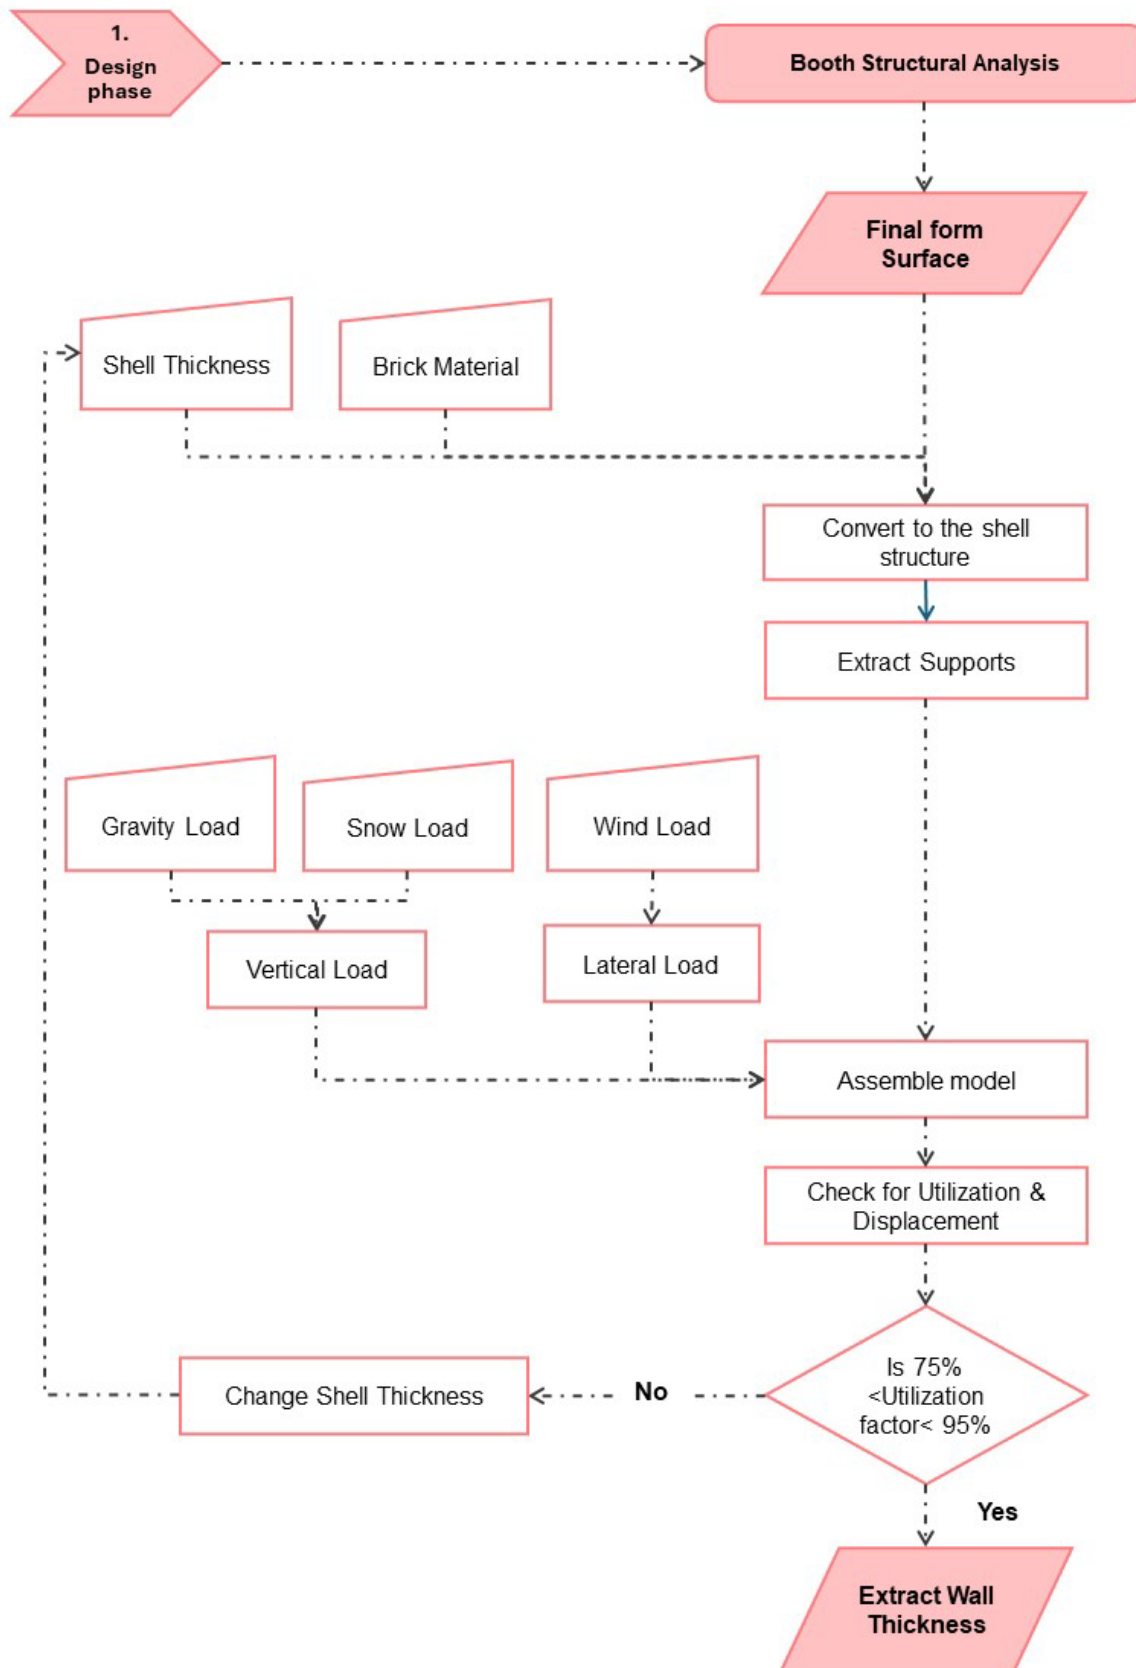 1.
Design
phase
Booth Structural Analysis
Final form
Surface
Shell Thickness
Brick Material
Convert to the shell
structure
Extract Supports
Gravity Load
Snow Load
Wind Load
Vertical Load
Lateral Load
Assemble model
Check for Utilization &
Displacement
Is 75%
<Utilization
factor< 95%
No
Change Shell Thickness
Yes
Extract Wall
Thickness